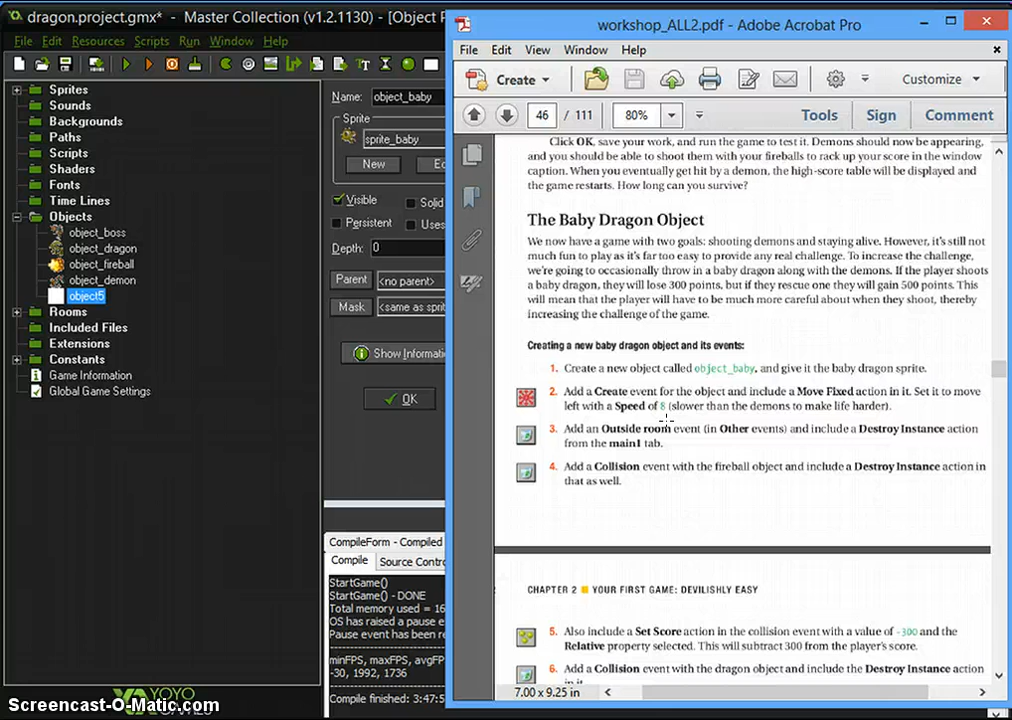 dragon.project.gmx* - Master Collection (v1.2.1130) - [Object P
File Edit Resources Scripts Run Window Help
Sprites
Sounds
Backgrounds
Paths
Scripts
Shaders
Fonts
Time Lines
Objects
object_boss
object_dragon
object_fireball
object_demon
object5
Rooms
Included Files
Extensions
Constants
Game Information
Global Game Settings
Name: object_baby
Sprite
sprite_baby
New
Visible
Solid
Persistent
Uses
Depth: 0
Parent <no parent>
Mask <same as sprit
Show Informati
OK
CompileForm - Compiled
Compile Source Contro
StartGame()
StartGame() - DONE
Total memory used = 16
OS has raised a pause e
Pause event has been re
minFPS, maxFPS, avgFP
-30, 1992, 1736
Compile finished: 3:47:5
workshop_ALL2.pdf - Adobe Acrobat Pro
File Edit View Window Help
Create Customize
46 / 111 80% Tools Sign Comment
Click OK, save your work, and run the game to test it. Demons should now be appearing,
and you should be able to shoot them with your fireballs to rack up your score in the window
caption. When you eventually get hit by a demon, the high-score table will be displayed and
the game restarts. How long can you survive?
The Baby Dragon Object
We now have a game with two goals: shooting demons and staying alive. However, it's still not
much fun to play as it's far too easy to provide any real challenge. To increase the challenge,
we're going to occasionally throw in a baby dragon along with the demons. If the player shoots
a baby dragon, they will lose 300 points, but if they rescue one they will gain 500 points. This
will mean that the player will have to be much more careful about when they shoot, thereby
increasing the challenge of the game.
Creating a new baby dragon object and its events:
1. Create a new object called object_baby, and give it the baby dragon sprite.
2. Add a Create event for the object and include a Move Fixed action in it. Set it to move
left with a Speed of 8 (slower than the demons to make life harder).
3. Add an Outside room event (in Other events) and include a Destroy Instance action
from the main1 tab.
4. Add a Collision event with the fireball object and include a Destroy Instance action in
that as well.
CHAPTER 2 ■ YOUR FIRST GAME: DEVILISHLY EASY
5. Also include a Set Score action in the collision event with a value of -300 and the
Relative property selected. This will subtract 300 from the player's score.
6. Add a Collision event with the dragon object and include the Destroy Instance action
7.00 x 9.25 in
YOYO
Screencast-O-Matic.com